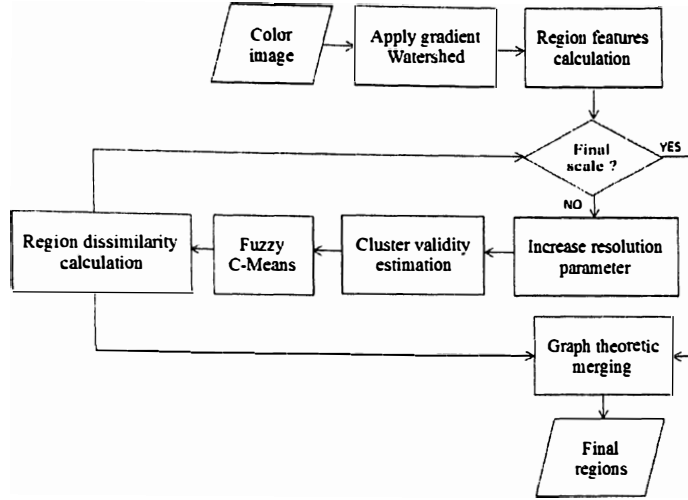 Color
image
Apply gradient
Watershed
Region features
calculation
Final
scale ?
YES
NO
Region dissimilarity
calculation
Fuzzy
C-Means
Cluster validity
estimation
Increase resolution
parameter
Graph theoretic
merging
Final
regions